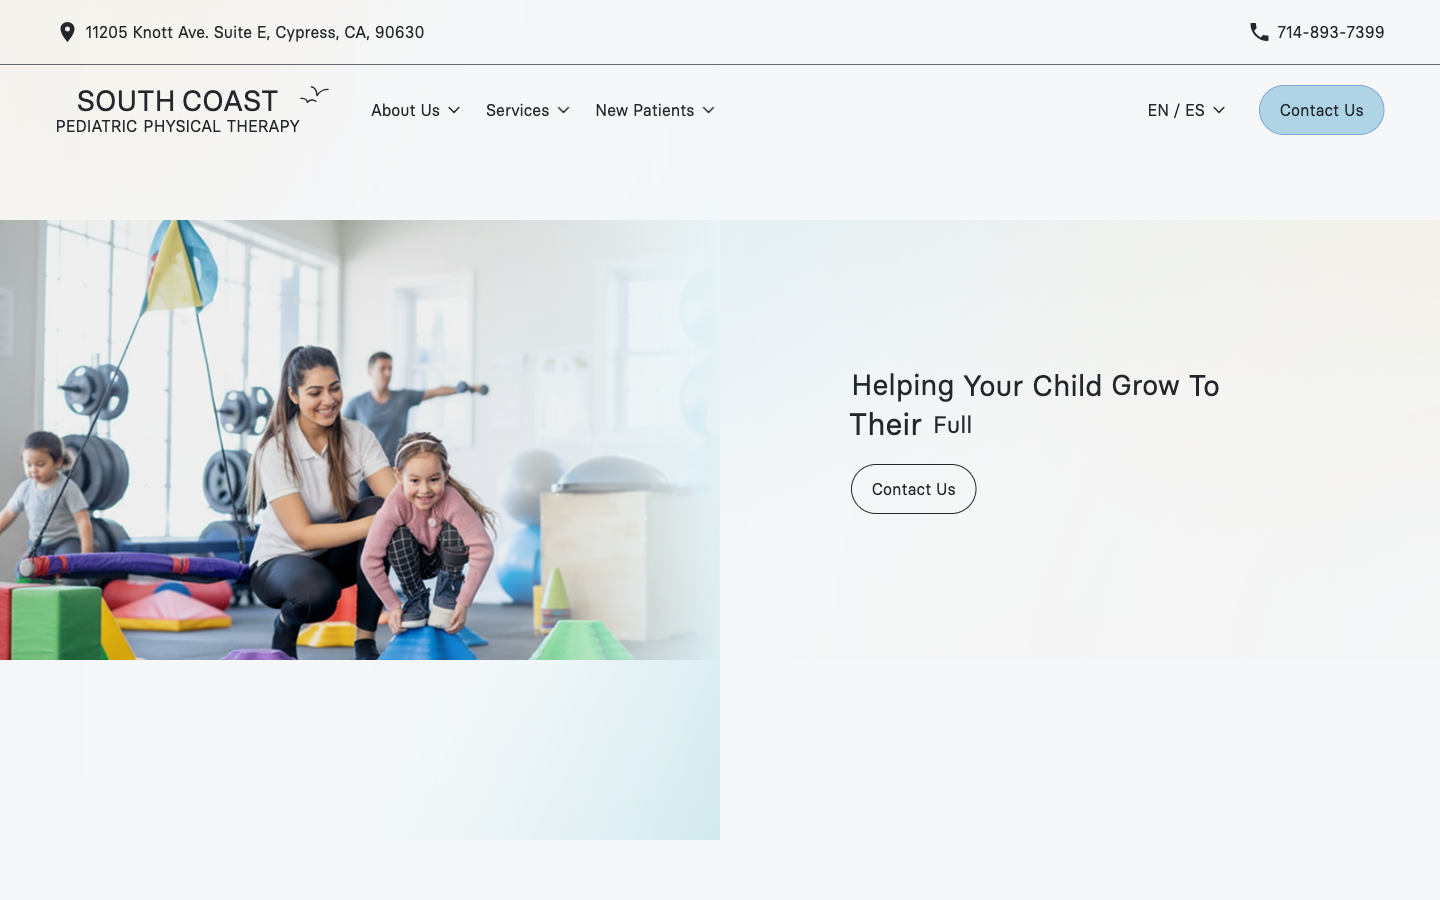 11205 Knott Ave. Suite E, Cypress, CA, 90630
714-893-7399
SOUTH COAST
PEDIATRIC PHYSICAL THERAPY
About Us
Services
New Patients
EN / ES
Contact Us
Helping Your Child Grow To
Their Full
Contact Us